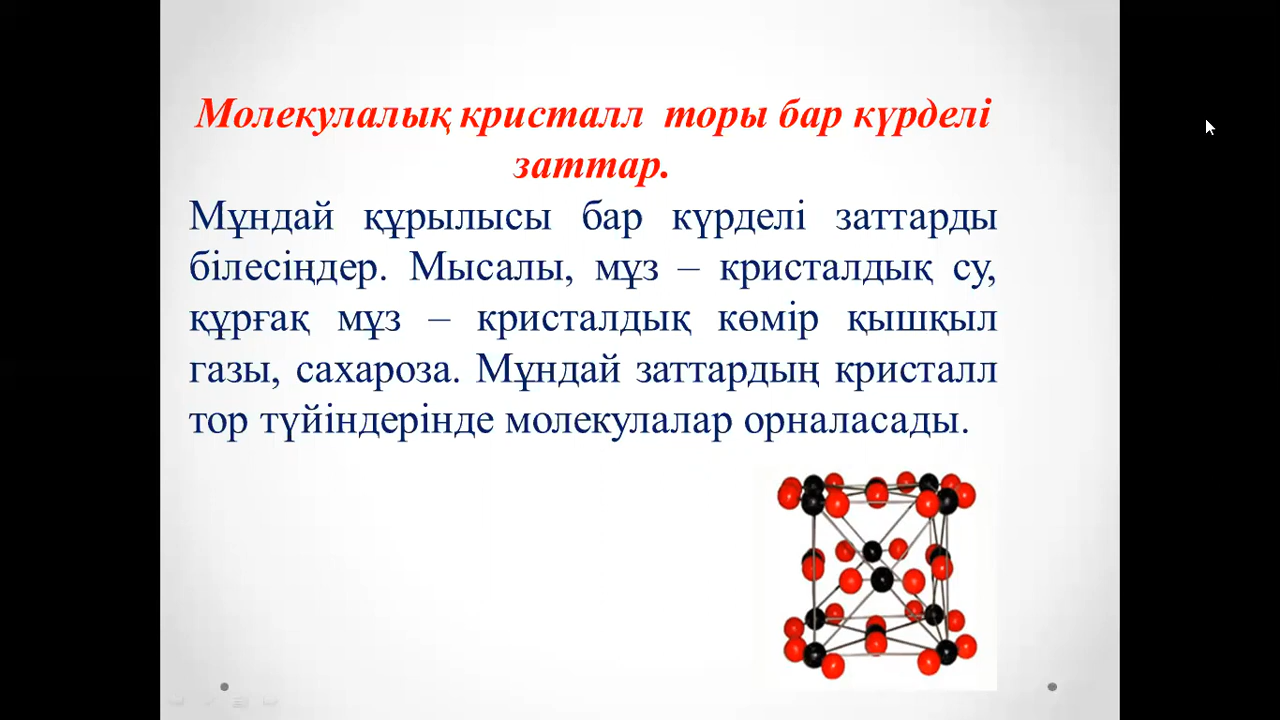 Молекулалық кристалл торы бар күрделі
заттар.
Мұндай құрылысы бар күрделі заттарды
білесіңдер. Мысалы, мұз – кристалдық су,
құрғақ мұз – кристалдық көмір қышқыл
газы, сахароза. Мұндай заттардың кристалл
тор түйіндерінде молекулалар орналасады.